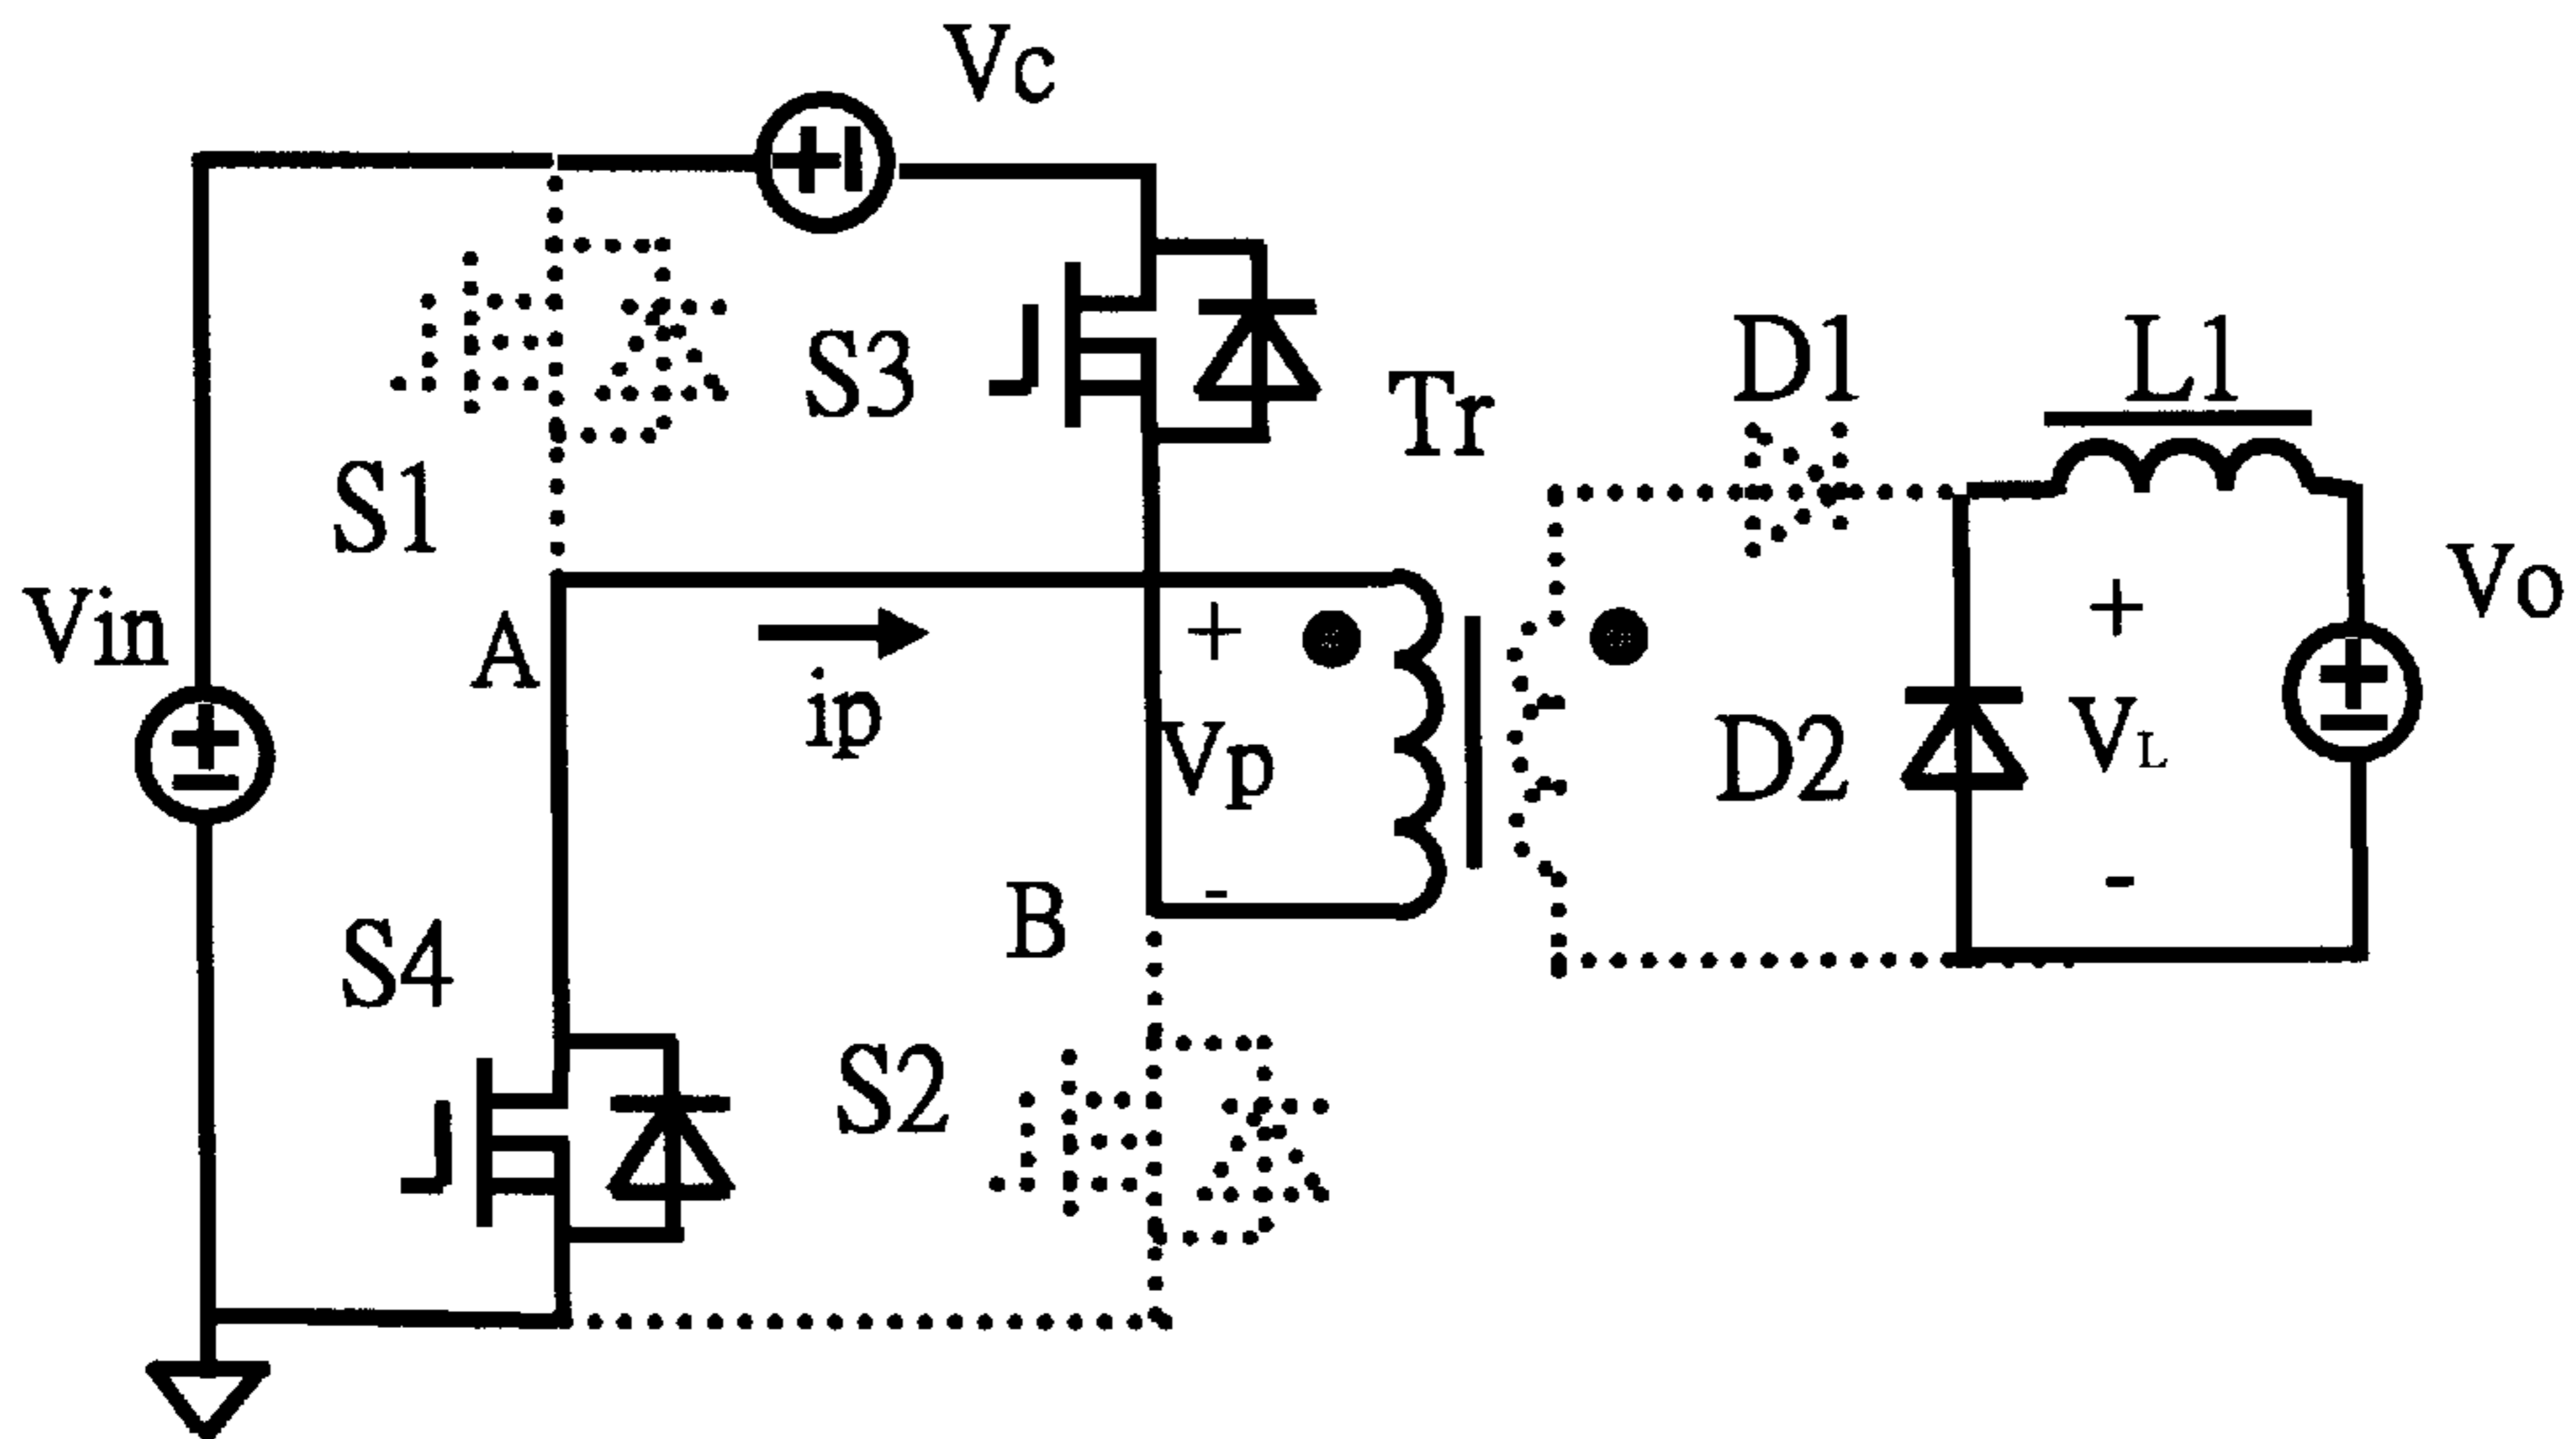 Vc
S3
D1
L1
Tr
S1
Vin
A
ip
+
Vp
-
D2
+
VL
-
Vo
S4
B
S2